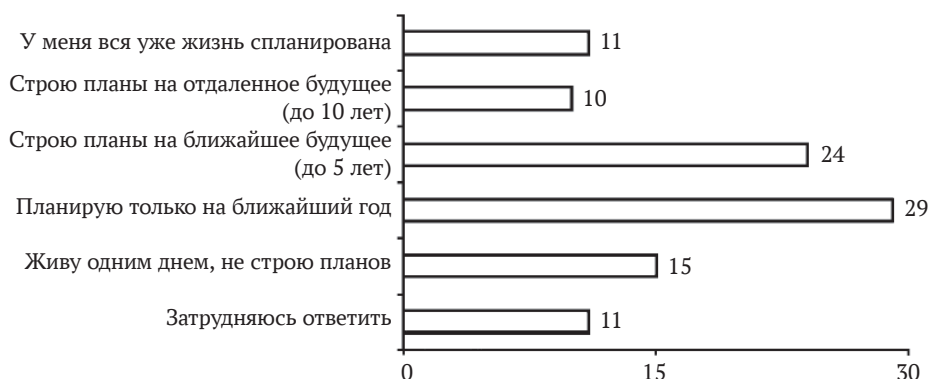 У меня вся уже жизнь спланирована
11
Строю планы на отдаленное будущее
(до 10 лет)
10
Строю планы на ближайшее будущее
(до 5 лет)
24
Планирую только на ближайший год
29
Живу одним днем, не строю планов
15
Затрудняюсь ответить
11
0 15 30